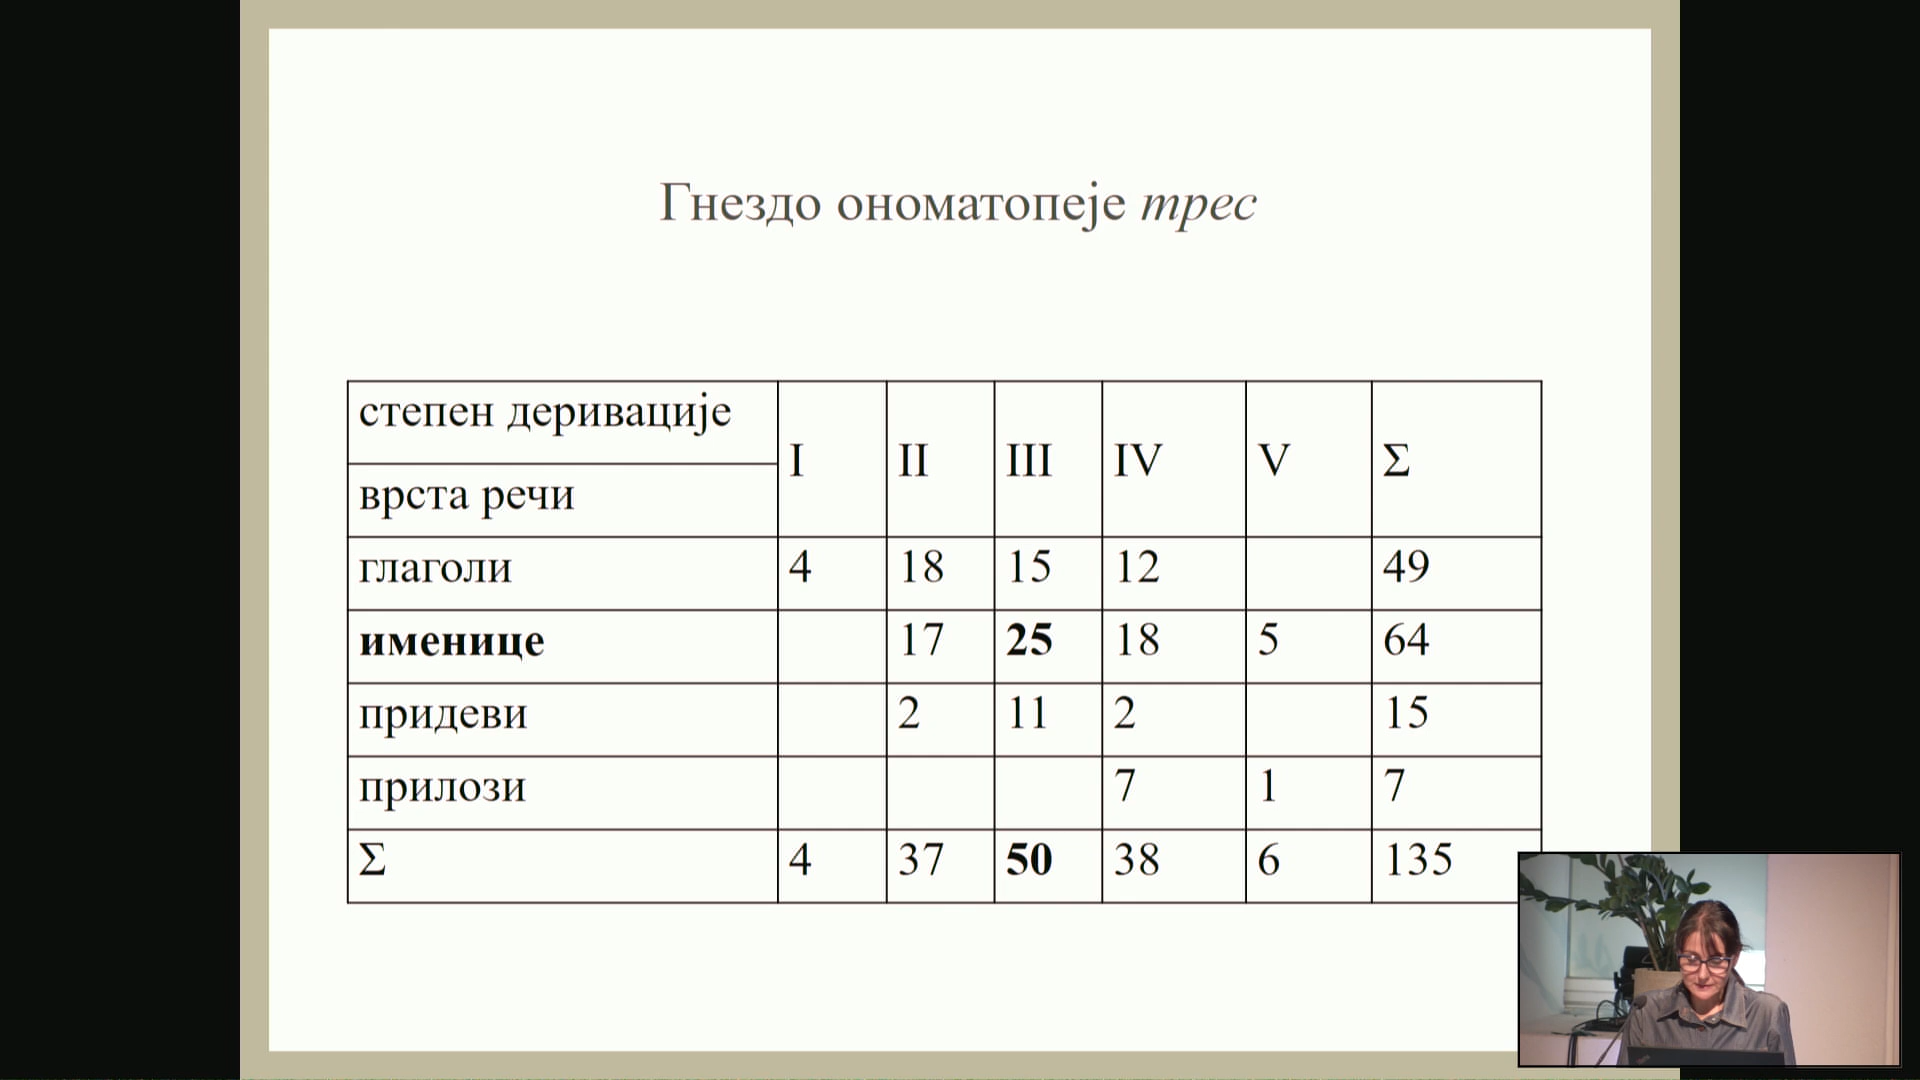 Гнездо ономатопеје трес
степен деривације
врста речи
I II III IV V Σ
глаголи 4 18 15 12 49
именице 17 25 18 5 64
придеви 2 11 2 15
прилози 7 1 7
Σ 4 37 50 38 6 135